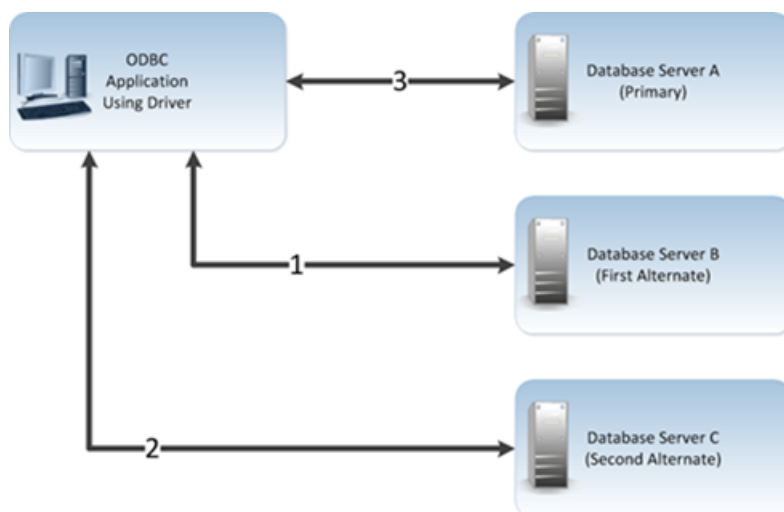 ODBC
Application
Using Driver
3
Database Server A
(Primary)
1
Database Server B
(First Alternate)
2
Database Server C
(Second Alternate)